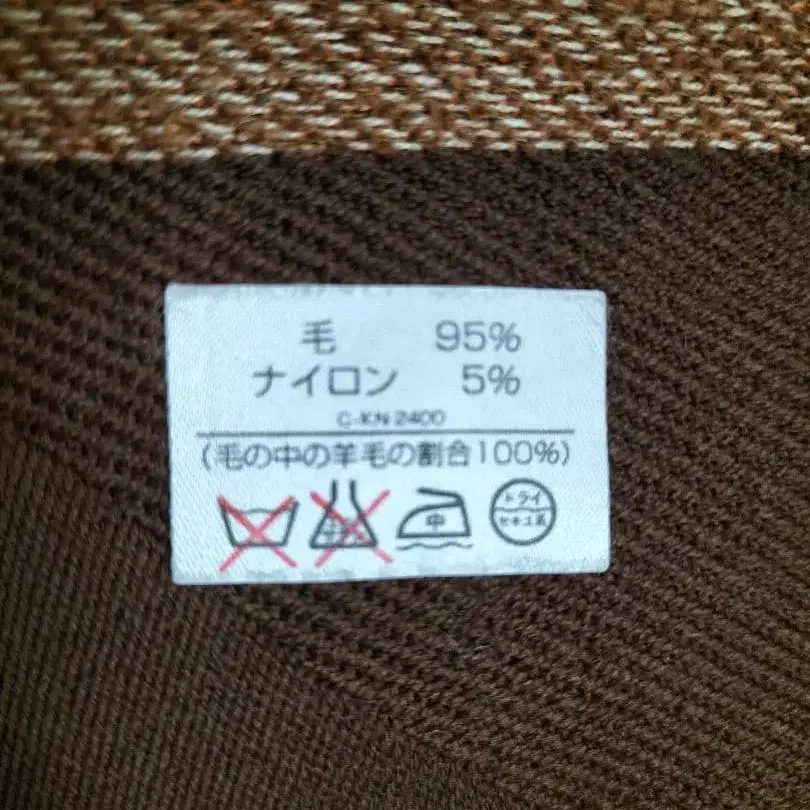 毛 95%
ナイロン 5%
C-KN 2400
(毛の中の羊毛の割合100%)
中
ドライ
セキユ系